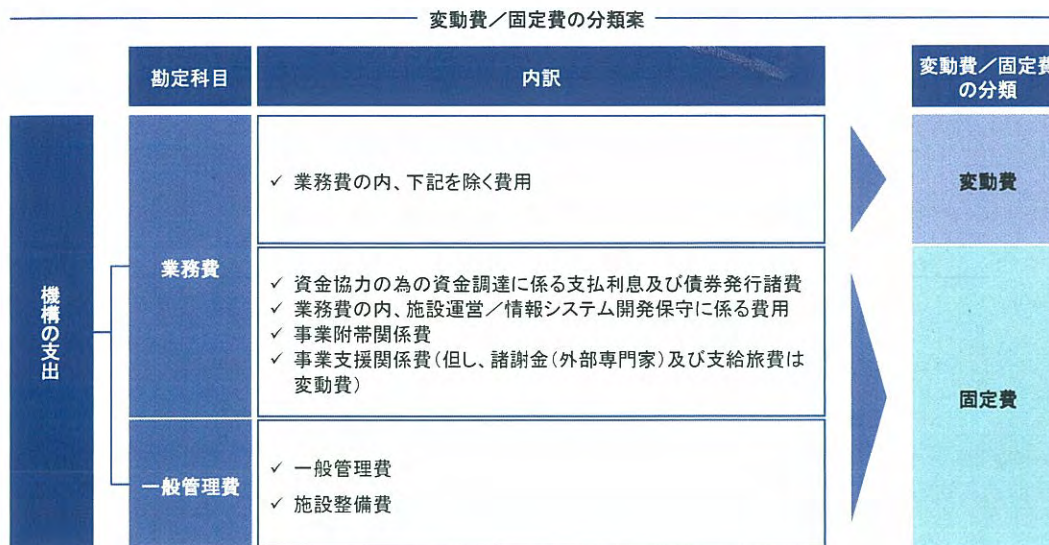 変動費／固定費の分類案
勘定科目
内訳
変動費／固定費
の分類
機構の支出
業務費
✓ 業務費の内、下記を除く費用
変動費
✓ 資金協力の為の資金調達に係る支払利息及び債券発行諸費
✓ 業務費の内、施設運営／情報システム開発保守に係る費用
✓ 事業附帯関係費
✓ 事業支援関係費(但し、諸謝金(外部専門家)及び支給旅費は
変動費)
固定費
一般管理費
✓ 一般管理費
✓ 施設整備費